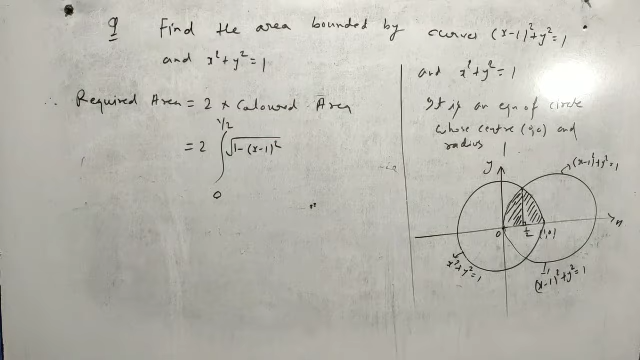 Q Find the area bounded by curves (x-1)²+y²=1
and x²+y²=1
∴ Required Area = 2 × Coloured Area
= 2 ∫₀^{1/2} √1-(x-1)²
and x²+y²=1
It is an eqn of circle
whose centre (0,0) and
radius 1
y
(x-1)²+y²=1
0
1/2
(1,0)
x
x²+y²=1
(x-1)²+y²=1